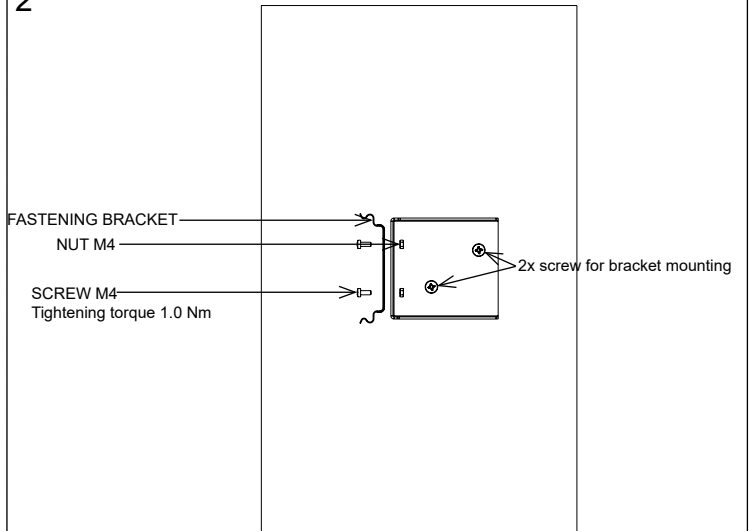 2
FASTENING BRACKET
NUT M4
2x screw for bracket mounting
SCREW M4
Tightening torque 1.0 Nm